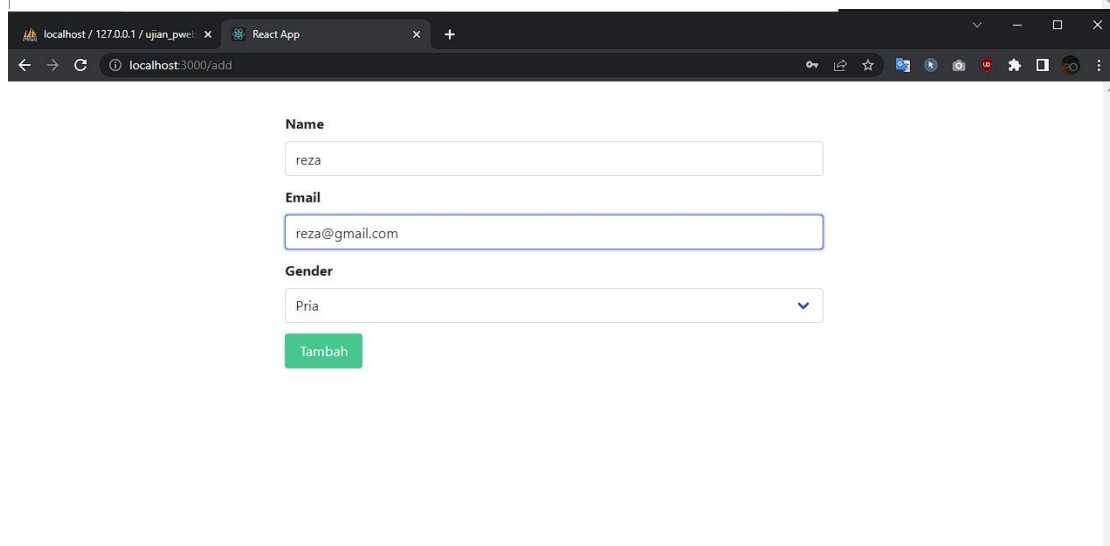 localhost / 127.0.0.1 / ujian_pweb
React App
localhost:3000/add
Name
reza
Email
reza@gmail.com
Gender
Pria
Tambah